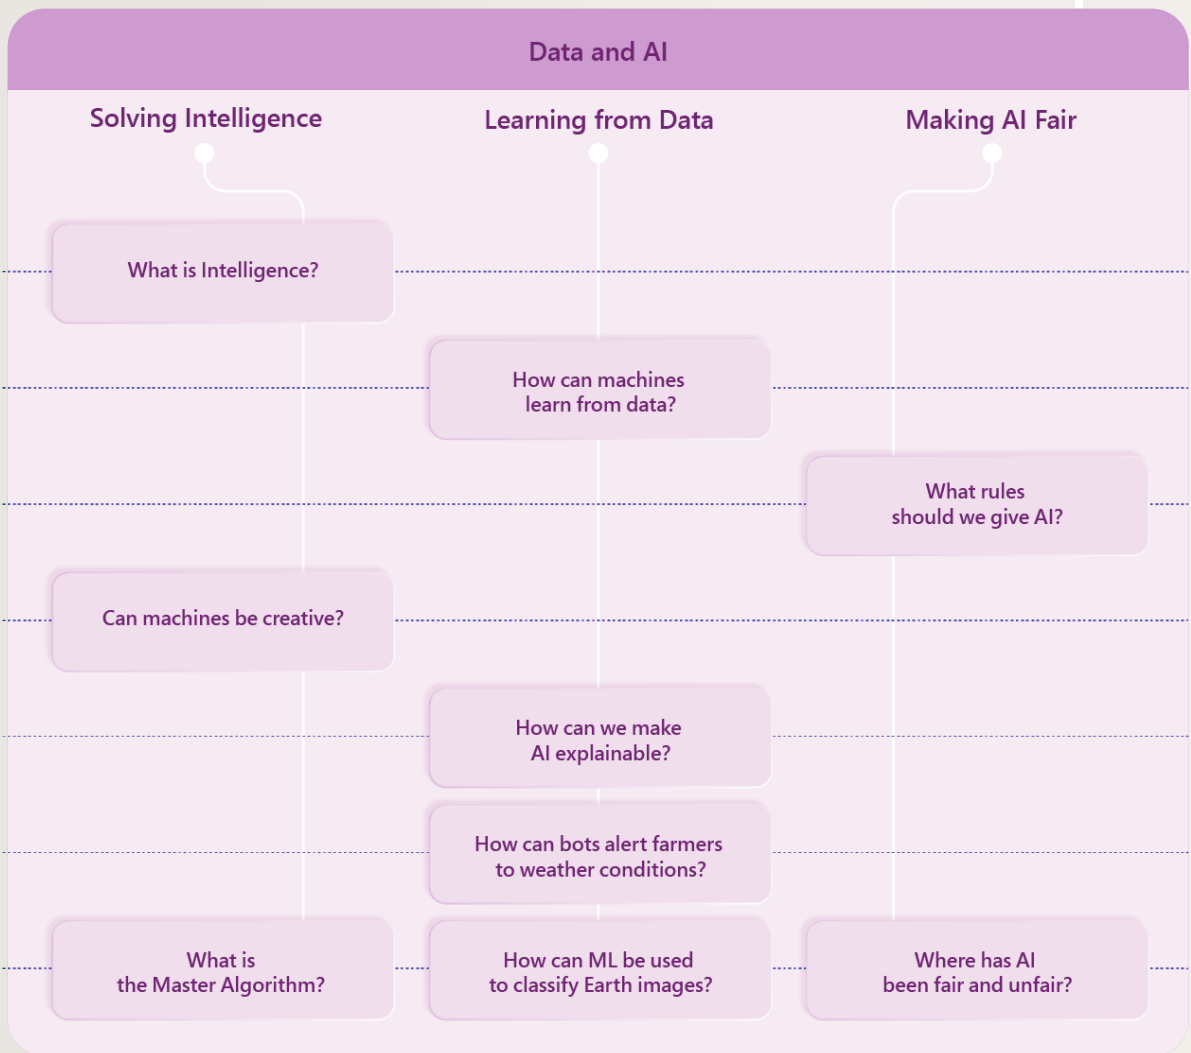 Data and AI
Solving Intelligence
Learning from Data
Making AI Fair
What is Intelligence?
How can machines
learn from data?
What rules
should we give AI?
Can machines be creative?
How can we make
AI explainable?
How can bots alert farmers
to weather conditions?
What is
the Master Algorithm?
How can ML be used
to classify Earth images?
Where has AI
been fair and unfair?